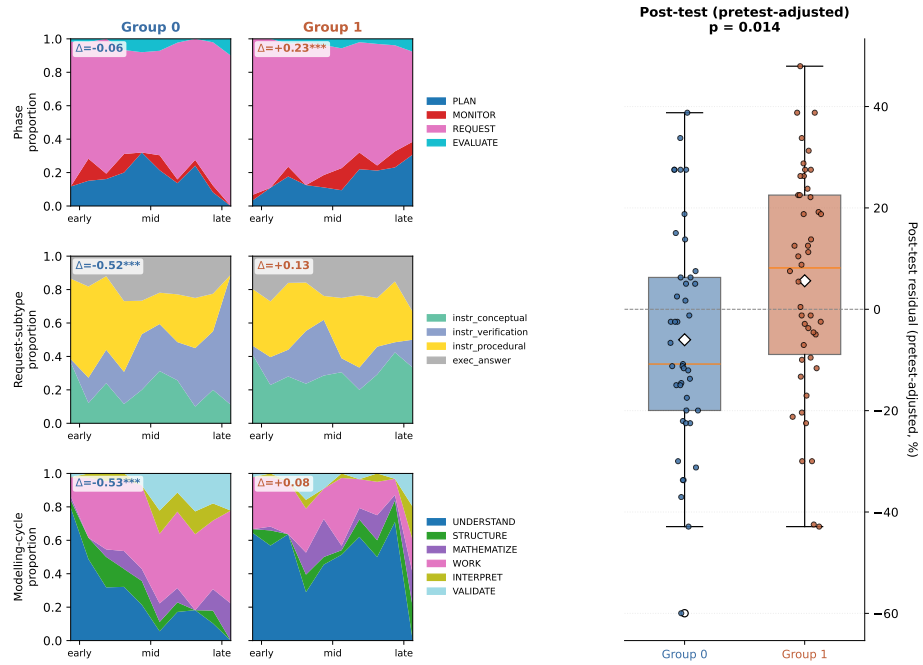 Group 0
Group 1
Post-test (pretest-adjusted)
p = 0.014
Phase
proportion
1.0
0.8
0.6
0.4
0.2
0.0
Δ=-0.06
Δ=+0.23***
early
mid
late
early
mid
late
PLAN
MONITOR
REQUEST
EVALUATE
Request-subtype
proportion
1.0
0.8
0.6
0.4
0.2
0.0
Δ=-0.52***
Δ=+0.13
early
mid
late
early
mid
late
instr_conceptual
instr_verification
instr_procedural
exec_answer
Modelling-cycle
proportion
1.0
0.8
0.6
0.4
0.2
0.0
Δ=-0.53***
Δ=+0.08
early
mid
late
early
mid
late
UNDERSTAND
STRUCTURE
MATHEMATIZE
WORK
INTERPRET
VALIDATE
40
20
0
−20
−40
−60
Post-test residual (pretest-adjusted, %)
Group 0
Group 1